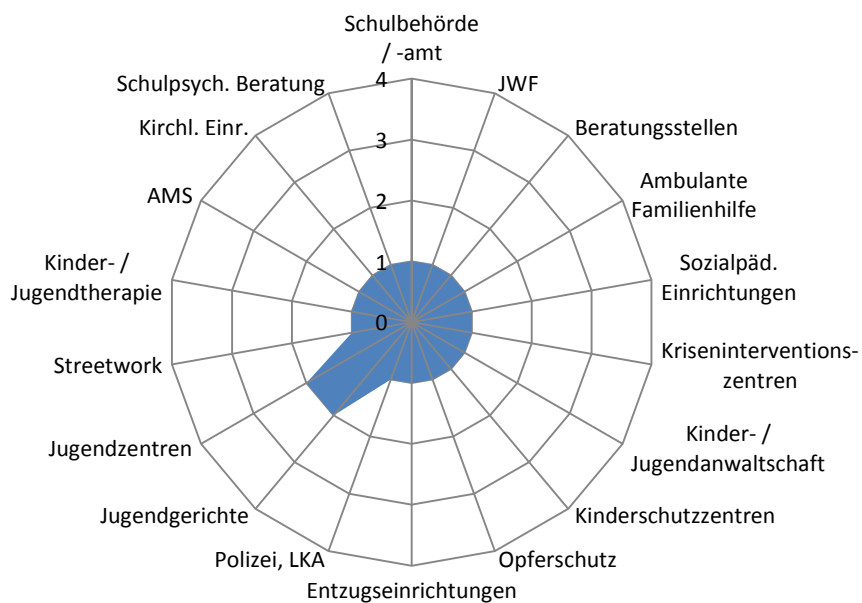 Schulbehörde
/ -amt
JWF
Beratungsstellen
Ambulante
Familienhilfe
Sozialpäd.
Einrichtungen
Kriseninterventions-
zentren
Kinder- /
Jugendanwaltschaft
Kinderschutzzentren
Opferschutz
Entzugseinrichtungen
Polizei, LKA
Jugendgerichte
Jugendzentren
Streetwork
Kinder- /
Jugendtherapie
AMS
Kirchl. Einr.
Schulpsych. Beratung
4
3
2
1
0